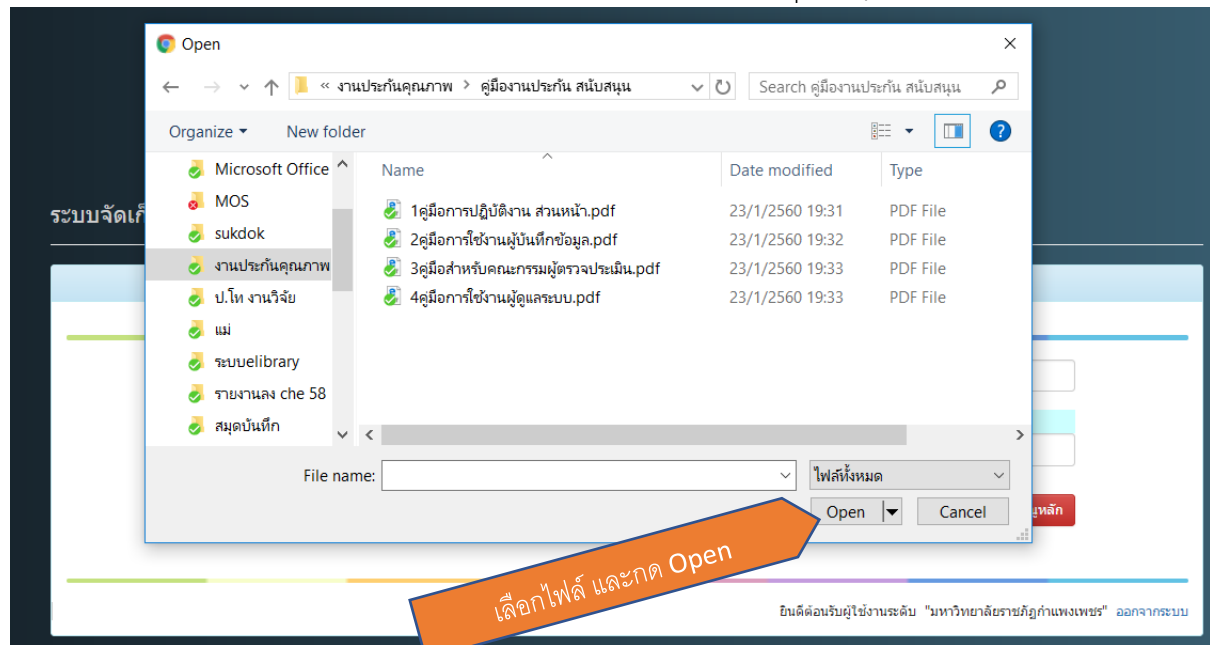 Open
« งานประกันคุณภาพ > คู่มืองานประกัน สนับสนุน
Search คู่มืองานประกัน สนับสนุน
Organize
New folder
Name
Date modified
Type
Microsoft Office
MOS
sukdok
งานประกันคุณภาพ
ป.โท งานวิจัย
แม่
ระบบelibrary
รายงานลง che 58
สมุดบันทึก
1คู่มือการปฏิบัติงาน ส่วนหน้า.pdf 23/1/2560 19:31 PDF File
2คู่มือการใช้งานผู้บันทึกข้อมูล.pdf 23/1/2560 19:32 PDF File
3คู่มือสำหรับคณะกรรมผู้ตรวจประเมิน.pdf 23/1/2560 19:33 PDF File
4คู่มือการใช้งานผู้ดูแลระบบ.pdf 23/1/2560 19:33 PDF File
ระบบจัดเก็
File name:
ไฟล์ทั้งหมด
Open
Cancel
นูหลัก
เลือกไฟล์ และกด Open
ยินดีต้อนรับผู้ใช้งานระดับ "มหาวิทยาลัยราชภัฏกำแพงเพชร" ออกจากระบบ